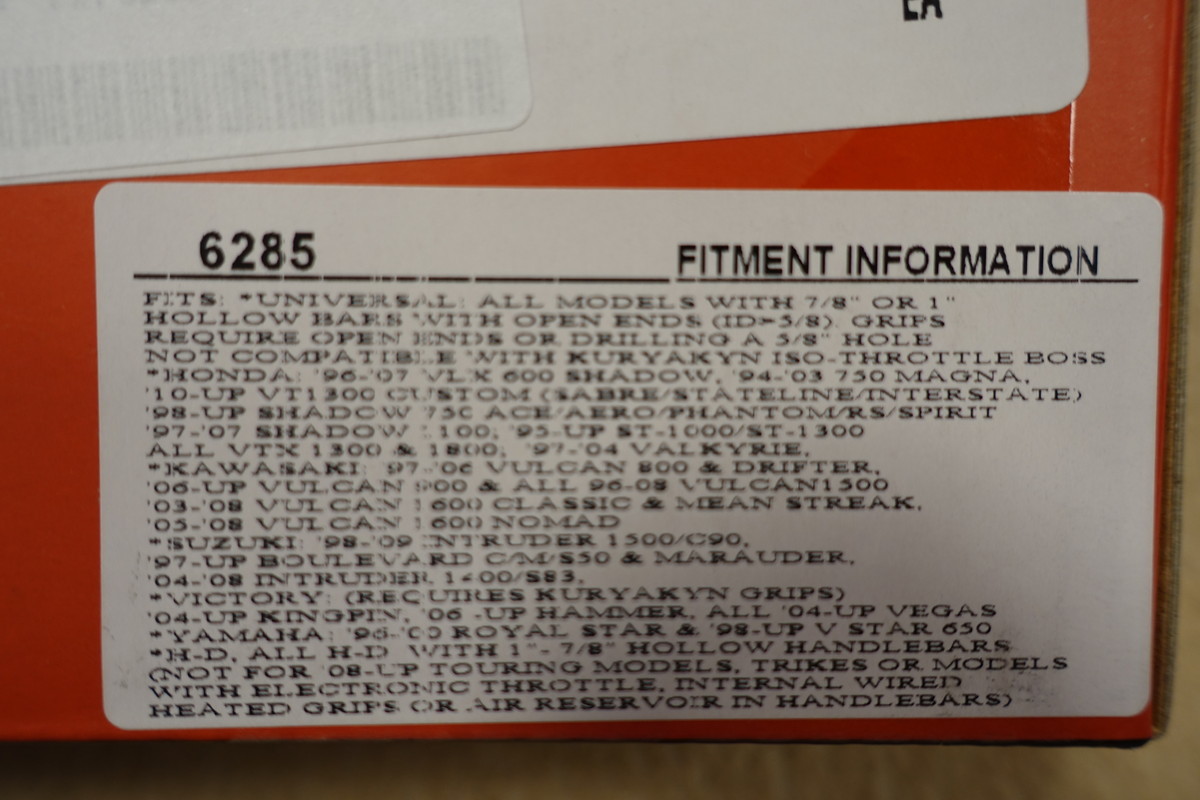 6285 FITMENT INFORMATION
FITS: *UNIVERSAL: ALL MODELS WITH 7/8" OR 1"
HOLLOW BARS WITH OPEN ENDS (ID>5/8). GRIPS
REQUIRE OPEN ENDS OR DRILLING A 5/8" HOLE
NOT COMPATIBLE WITH KURYAKYN ISO-THROTTLE BOSS
*HONDA: '96-'07 VLX 600 SHADOW, '94-'03 750 MAGNA,
'10-UP VT1300 CUSTOM (SABRE/STATELINE/INTERSTATE)
'98-UP SHADOW 750 ACE/AERO/PHANTOM/RS/SPIRIT
'97-'07 SHADOW 1100, '95-UP ST-1000/ST-1300
ALL VTX 1300 & 1800, '97-'04 VALKYRIE,
*KAWASAKI: '97-'06 VULCAN 800 & DRIFTER,
'06-UP VULCAN 900 & ALL 96-08 VULCAN1500
'03-'08 VULCAN 1600 CLASSIC & MEAN STREAK,
'05-'08 VULCAN 1600 NOMAD
*SUZUKI: '98-'09 INTRUDER 1500/C90,
'97-UP BOULEVARD C/M/S50 & MARAUDER,
'04-'08 INTRUDER 1400/S83,
*VICTORY: (REQUIRES KURYAKYN GRIPS)
'04-UP KINGPIN, '06 -UP HAMMER, ALL '04-UP VEGAS
*YAMAHA: '96-'00 ROYAL STAR & '98-UP V STAR 650
*H-D, ALL H-D WITH 1"- 7/8" HOLLOW HANDLEBARS
(NOT FOR '08-UP TOURING MODELS, TRIKES OR MODELS
WITH ELECTRONIC THROTTLE, INTERNAL WIRED
HEATED GRIPS OR AIR RESERVOIR IN HANDLEBARS)